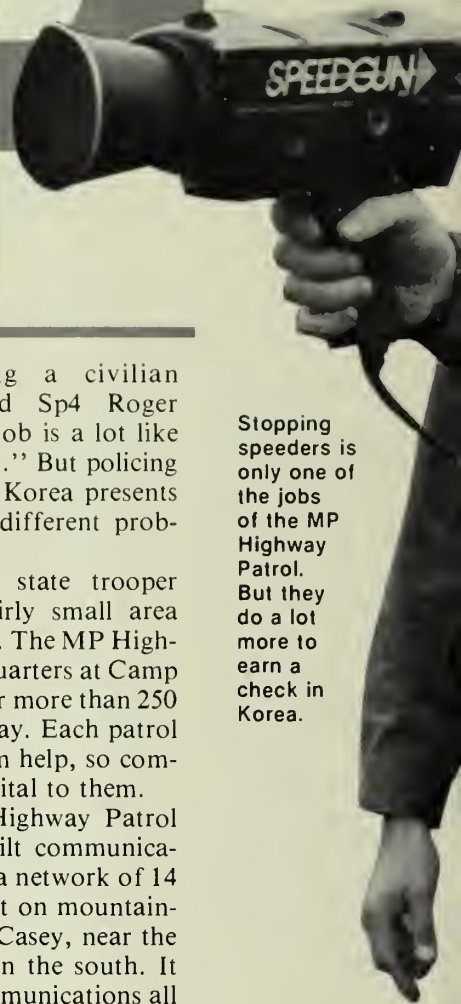 SPEEDGUN
g a civilian
d Sp4 Roger
ob is a lot like
." But policing
Korea presents
different prob-
state trooper
irly small area
. The MP High-
uarters at Camp
r more than 250
ay. Each patrol
n help, so com-
ital to them.
Highway Patrol
ilt communica-
a network of 14
t on mountain-
Casey, near the
n the south. It
munications all
Stopping
speeders is
only one of
the jobs
of the MP
Highway
Patrol.
But they
do a lot
more to
earn a
check in
Korea.